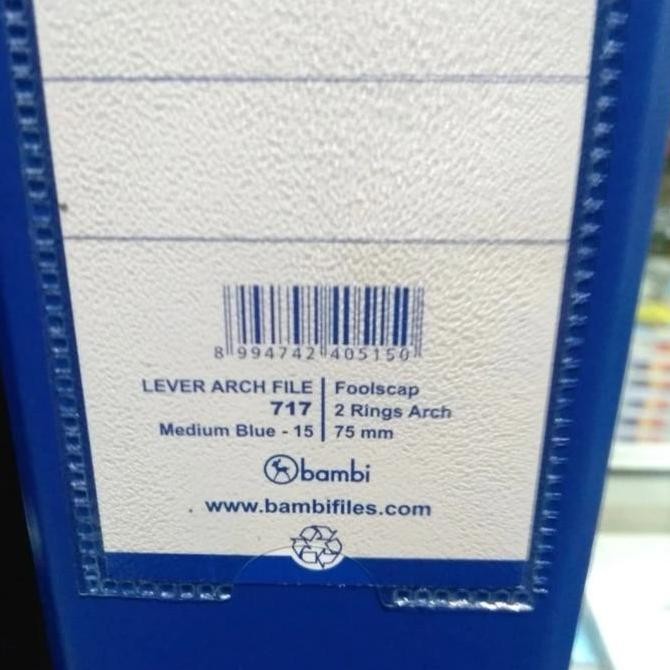 8 994742 405150
LEVER ARCH FILE Foolscap
717 2 Rings Arch
Medium Blue - 15 75 mm
bambi
www.bambifiles.com